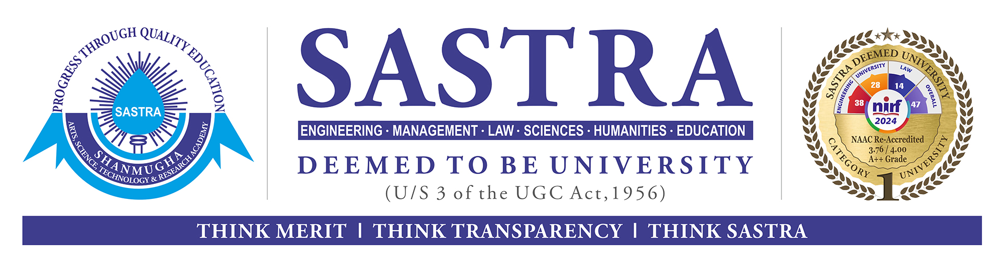 PROGRESS THROUGH QUALITY EDUCATION
SASTRA
SHANMUGHA
ARTS, SCIENCE, TECHNOLOGY & RESEARCH ACADEMY
SASTRA
ENGINEERING · MANAGEMENT · LAW · SCIENCES · HUMANITIES · EDUCATION
DEEMED TO BE UNIVERSITY
(U/S 3 of the UGC Act, 1956)
SASTRA DEEMED UNIVERSITY
ENGINEERING
UNIVERSITY
LAW
OVERALL
38
28
14
47
nirf
2024
NAAC Re-Accredited
3.76 / 4.00
A++ Grade
CATEGORY 1 UNIVERSITY
THINK MERIT | THINK TRANSPARENCY | THINK SASTRA